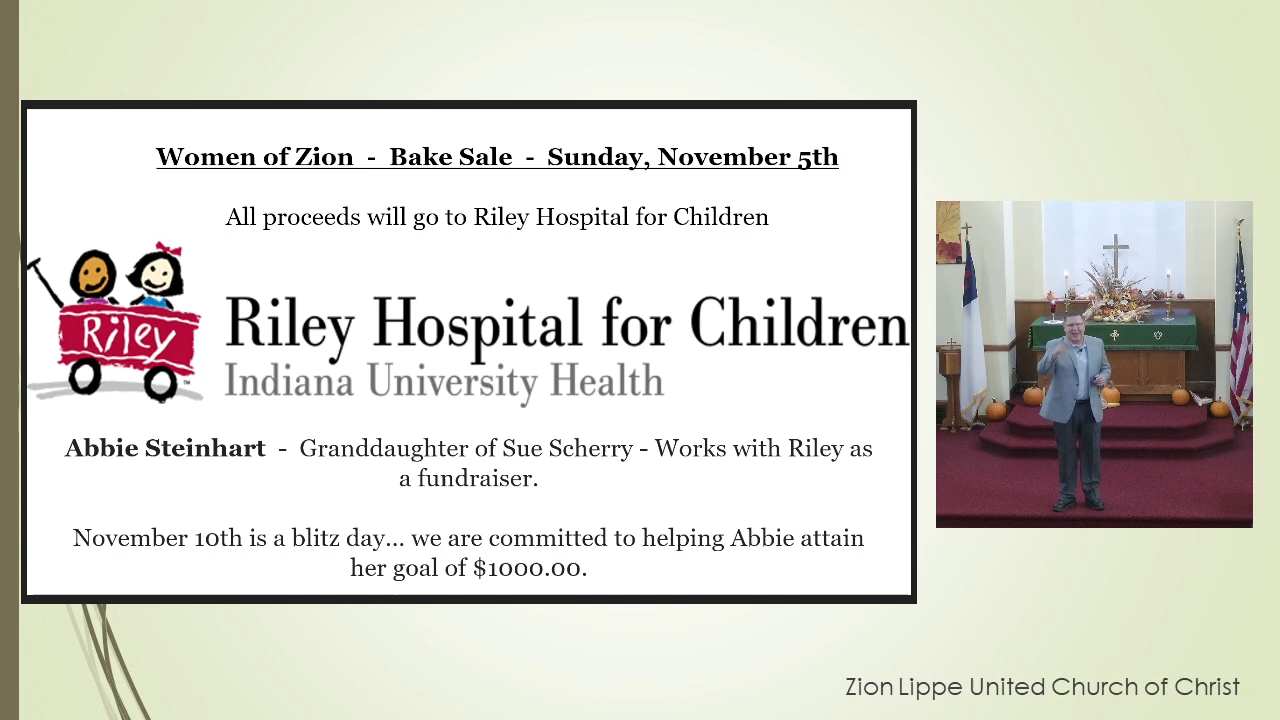 Women of Zion - Bake Sale - Sunday, November 5th
All proceeds will go to Riley Hospital for Children
Riley
Riley Hospital for Children
Indiana University Health
TM
Abbie Steinhart - Granddaughter of Sue Scherry - Works with Riley as
a fundraiser.
November 10th is a blitz day... we are committed to helping Abbie attain
her goal of $1000.00.
Zion Lippe United Church of Christ